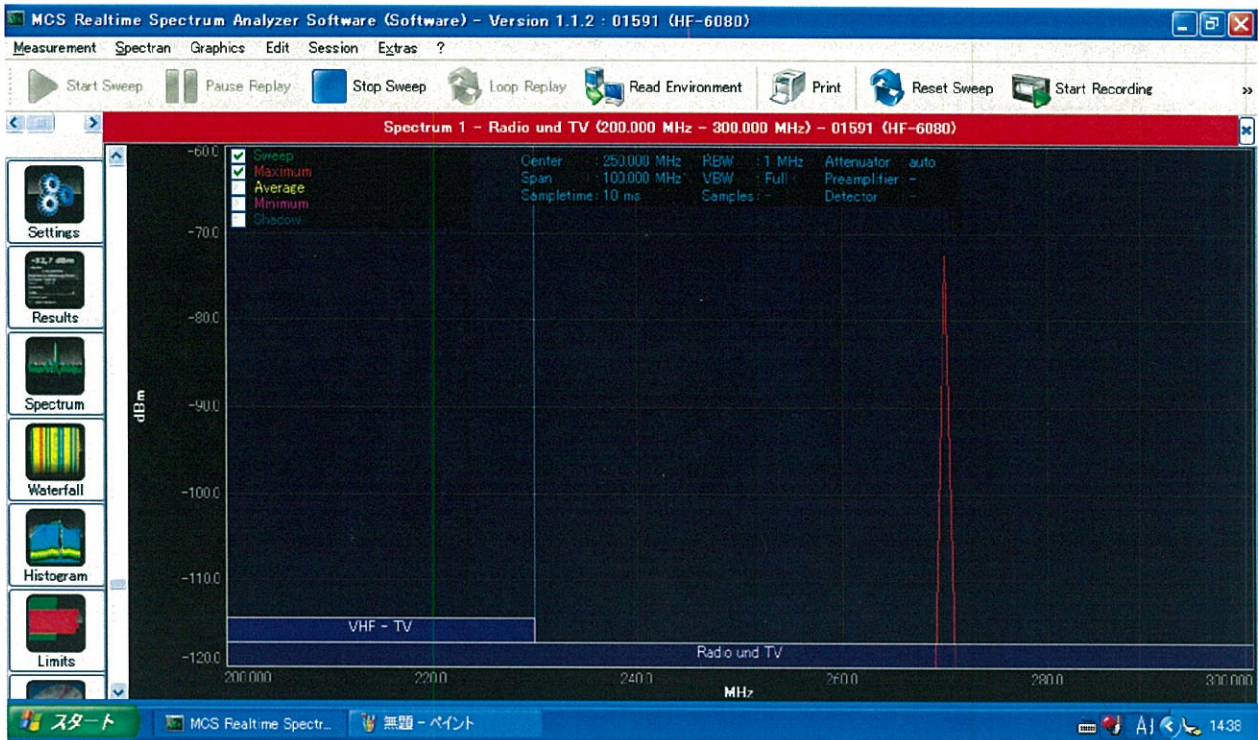 MCS Realtime Spectrum Analyzer Software (Software) - Version 1.1.2 : 01591 (HF-6080)
Measurement Spectran Graphics Edit Session Extras ?
Start Sweep Pause Replay Stop Sweep Loop Replay Read Environment Print Reset Sweep Start Recording »
Spectrum 1 - Radio und TV (200.000 MHz - 300.000 MHz) - 01591 (HF-6080)
Settings
-32,7 dBm
Results
Spectrum
Waterfall
Histogram
Limits
Sweep
Maximum
Average
Minimum
Shadow
Center : 250.000 MHz RBW : 1 MHz Attenuator auto
Span : 100.000 MHz VBW : Full Preamplifier -
Sampletime: 10 ms Samples: - Detector -
-60.0
-70.0
-80.0
-90.0
-100.0
-110.0
-120.0
dBm
VHF - TV
Radio und TV
200.000 220.0 240.0 260.0 280.0 300.000
MHz
スタート MCS Realtime Spectr... 無題 - ペイント 14:38